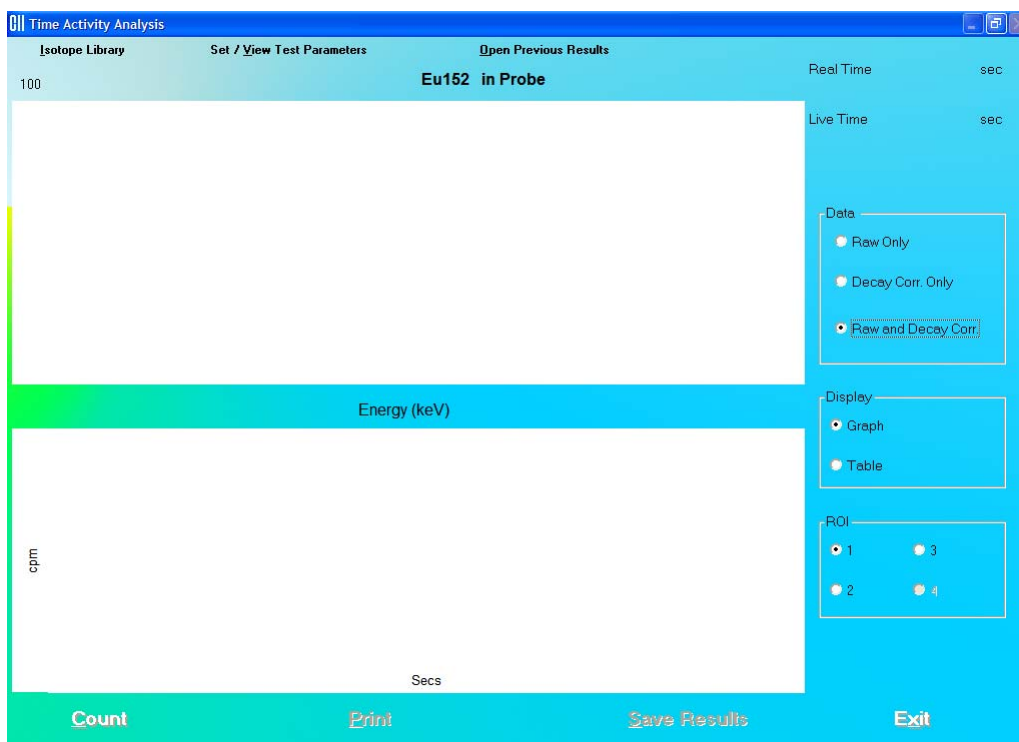 CII Time Activity Analysis
Isotope Library Set / View Test Parameters Open Previous Results
100
Eu152 in Probe
Real Time sec
Live Time sec
Data
Raw Only
Decay Corr. Only
Raw and Decay Corr.
Energy (keV)
Display
Graph
Table
ROI
1 3
2 4
cpm
Secs
Count Print Save Results Exit